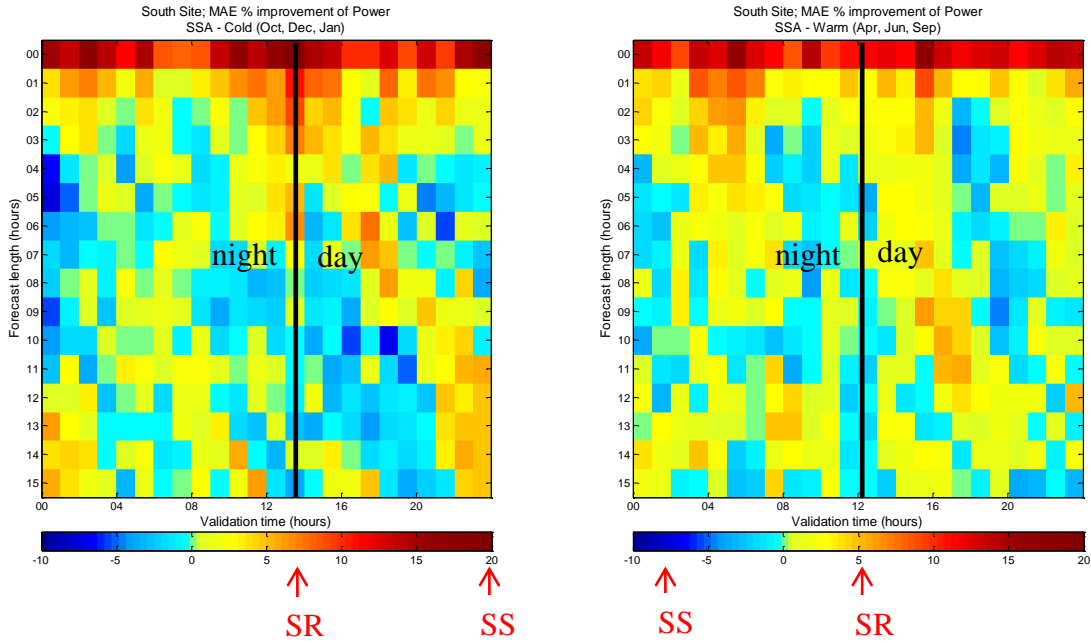 South Site; MAE % improvement of Power
SSA - Cold (Oct, Dec, Jan)
Forecast length (hours)
00
01
02
03
04
05
06
07
08
09
10
11
12
13
14
15
night
day
00 04 08 12 16 20
Validation time (hours)
-10 -5 0 5 10 15 20
SR
SS
South Site; MAE % improvement of Power
SSA - Warm (Apr, Jun, Sep)
Forecast length (hours)
00
01
02
03
04
05
06
07
08
09
10
11
12
13
14
15
night
day
00 04 08 12 16 20
Validation time (hours)
-10 -5 0 5 10 15 20
SS
SR